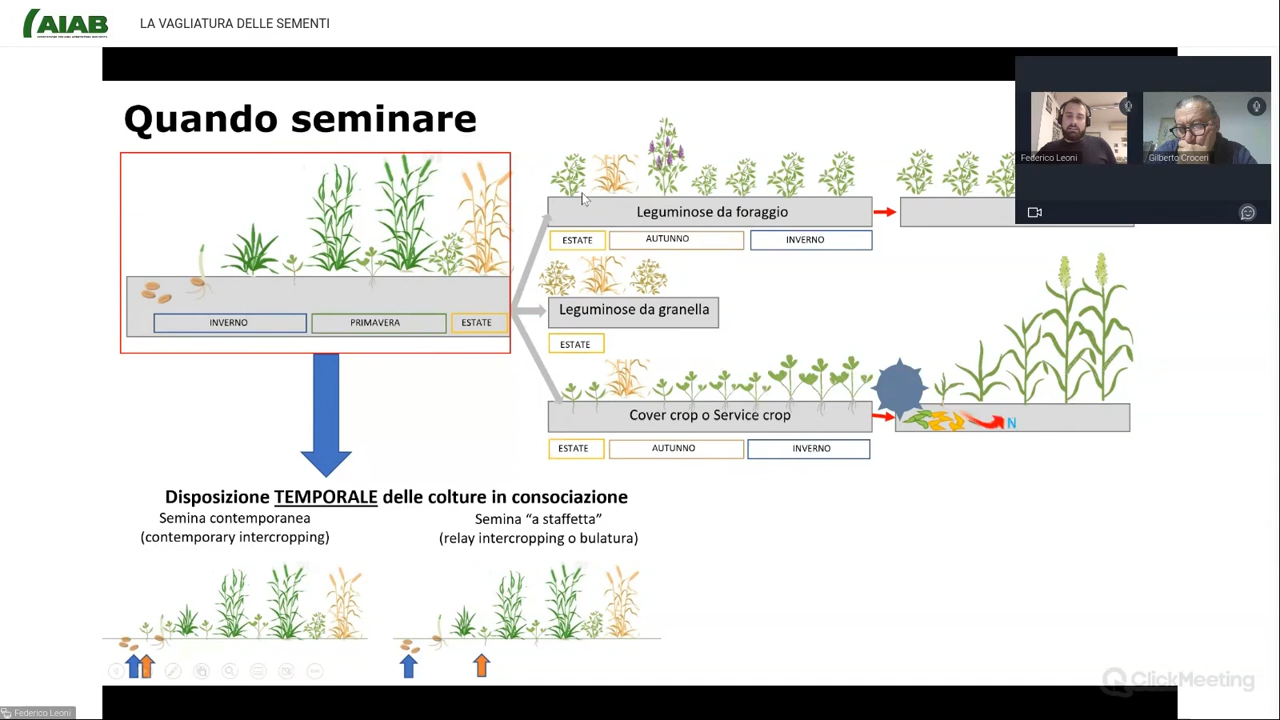 AIAB
LA VAGLIATURA DELLE SEMENTI
Quando seminare
Federico Leoni
Gilberto Croceri
INVERNO
PRIMAVERA
ESTATE
Leguminose da foraggio
ESTATE
AUTUNNO
INVERNO
Leguminose da granella
ESTATE
Cover crop o Service crop
N
ESTATE
AUTUNNO
INVERNO
Disposizione TEMPORALE delle colture in consociazione
Semina contemporanea
(contemporary intercropping)
Semina “a staffetta”
(relay intercropping o bulatura)
ClickMeeting
Federico Leoni